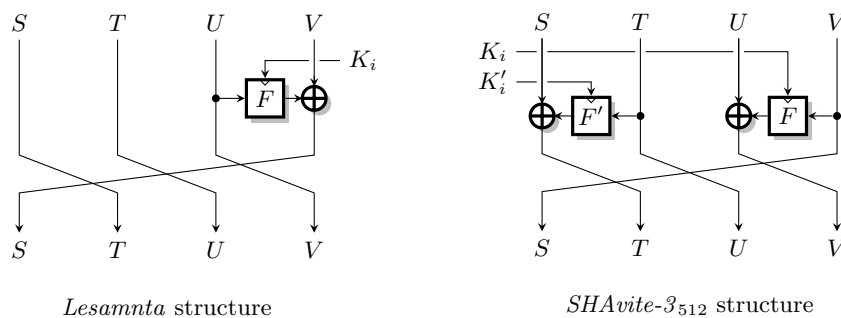 S T U V S T U V
K_i K_i
K'_i
F F' F
S T U V S T U V
Lesamnta structure SHAvite-3_512 structure